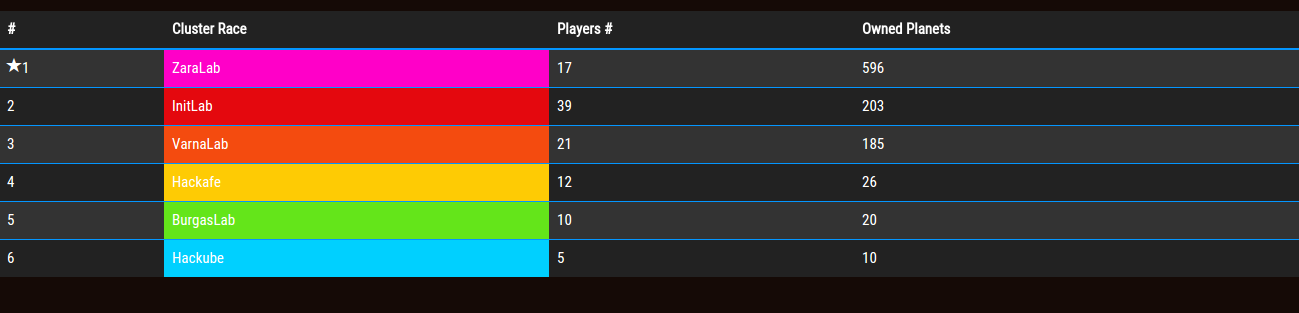 # Cluster Race Players # Owned Planets
★1 ZaraLab 17 596
2 InitLab 39 203
3 VarnaLab 21 185
4 Hackafe 12 26
5 BurgasLab 10 20
6 Hackube 5 10